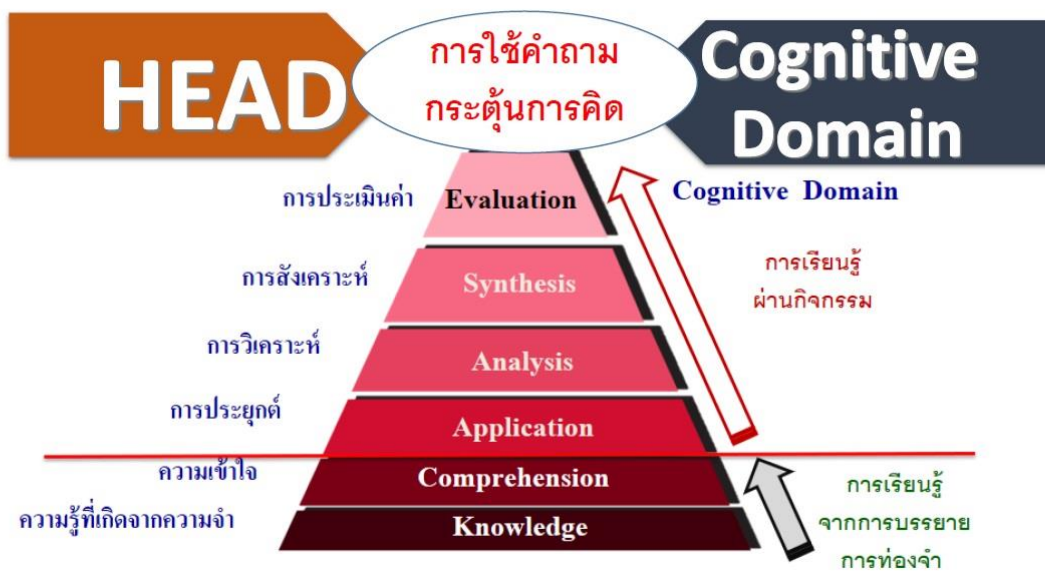 HEAD
การใช้คำถาม
กระตุ้นการคิด
Cognitive
Domain
การประเมินค่า
Evaluation
Cognitive Domain
การสังเคราะห์
Synthesis
การเรียนรู้
ผ่านกิจกรรม
การวิเคราะห์
Analysis
การประยุกต์
Application
ความเข้าใจ
Comprehension
ความรู้ที่เกิดจากความจำ
Knowledge
การเรียนรู้
จากการบรรยาย
การท่องจำ